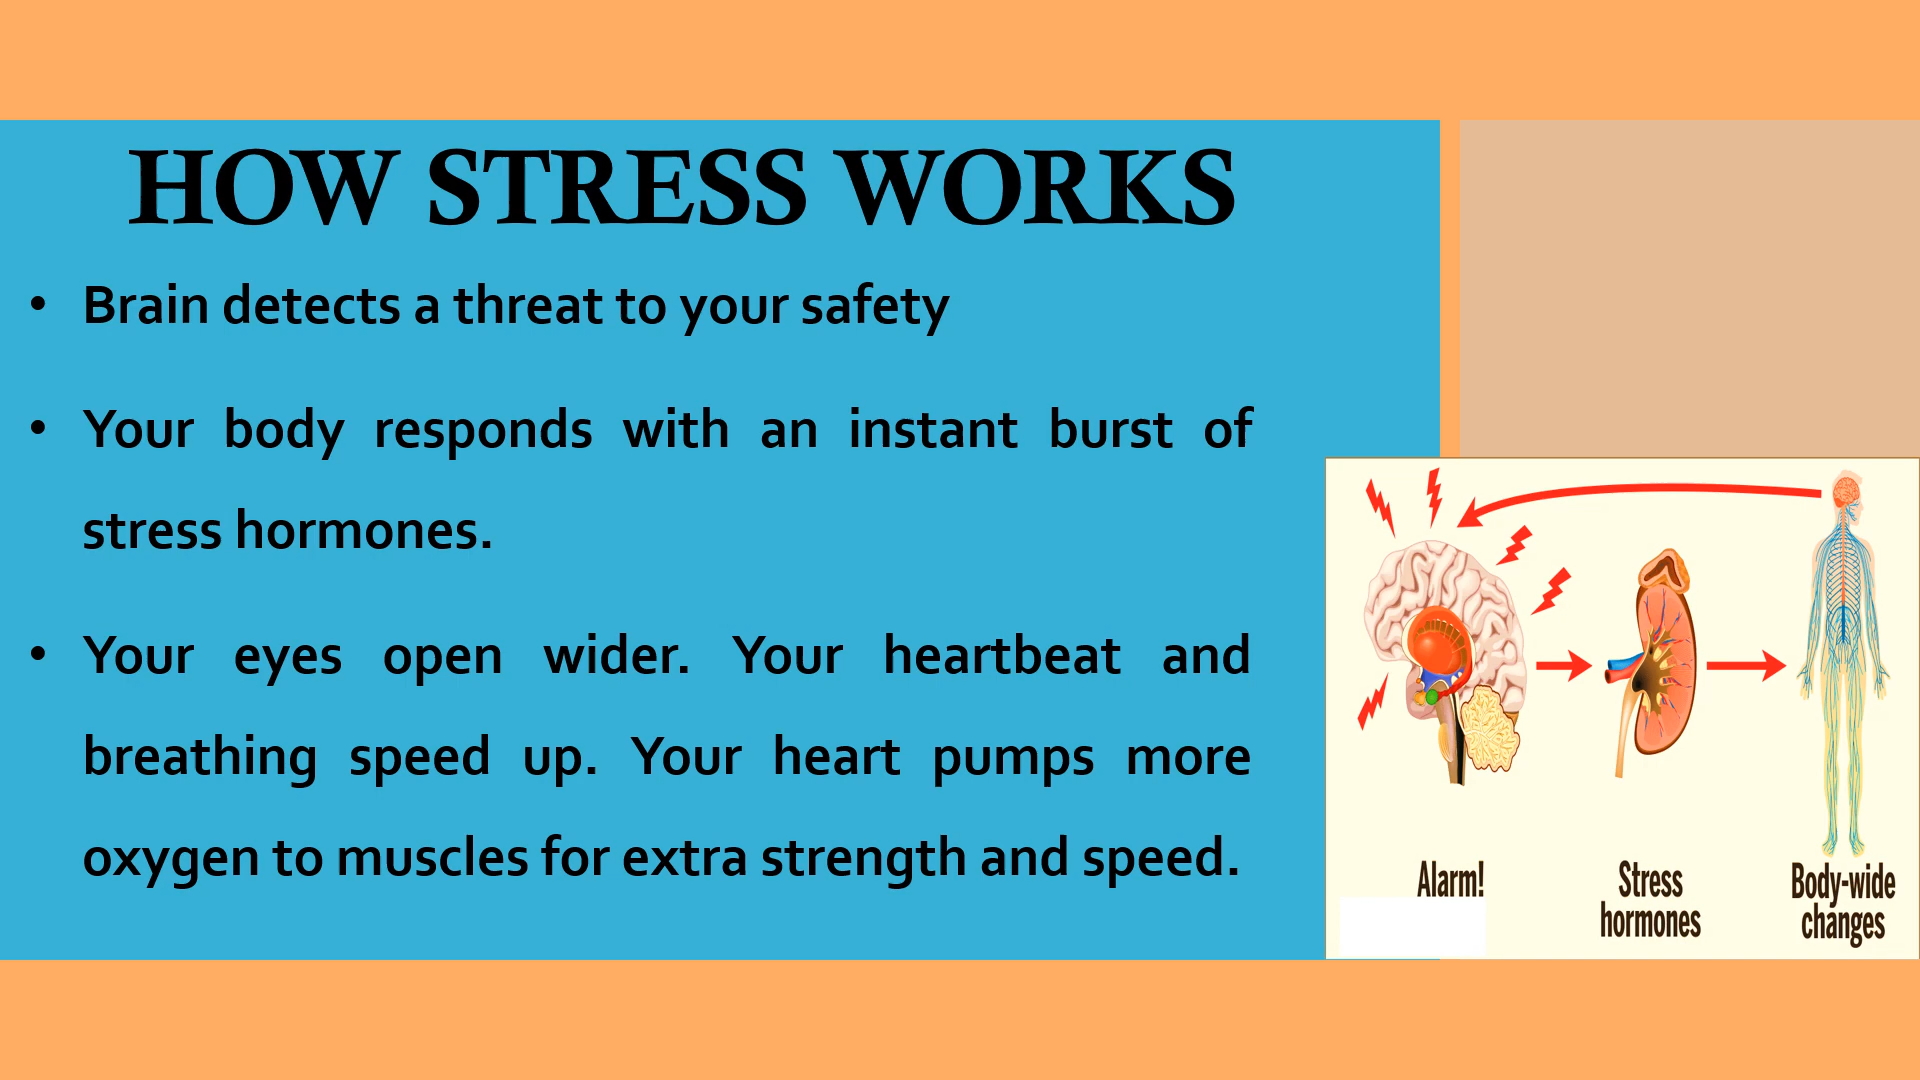 HOW STRESS WORKS
• Brain detects a threat to your safety
• Your body responds with an instant burst of
stress hormones.
• Your eyes open wider. Your heartbeat and
breathing speed up. Your heart pumps more
oxygen to muscles for extra strength and speed.
Alarm!
Stress
hormones
Body-wide
changes